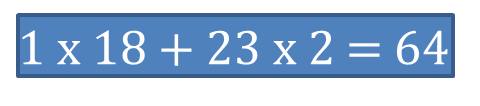 1 x 18 + 23 x 2 = 64